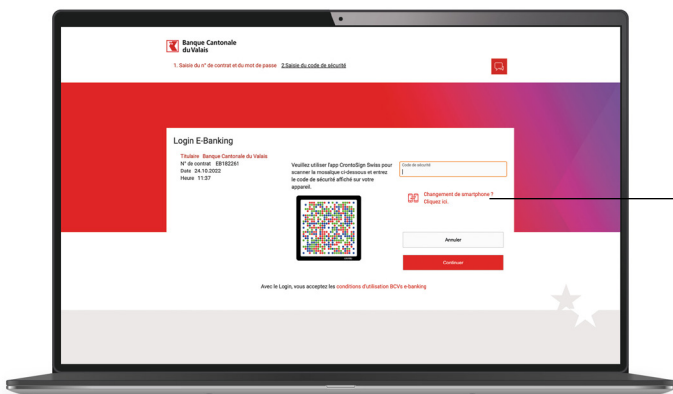 Banque Cantonale
du Valais
1. Saisie du n° de contrat et du mot de passe 2.Saisie du code de sécurité
Login E-Banking
Titulaire Banque Cantonale du Valais
N° de contrat EB182261
Date 24.10.2022
Heure 11:37
Veuillez utiliser l'app CrontoSign Swiss pour
scanner la mosaïque ci-dessous et entrez
le code de sécurité affiché sur votre
appareil.
Code de sécurité
Changement de smartphone ?
Cliquez ici.
Annuler
Continuer
Avec le Login, vous acceptez les conditions d'utilisation BCVs e-banking